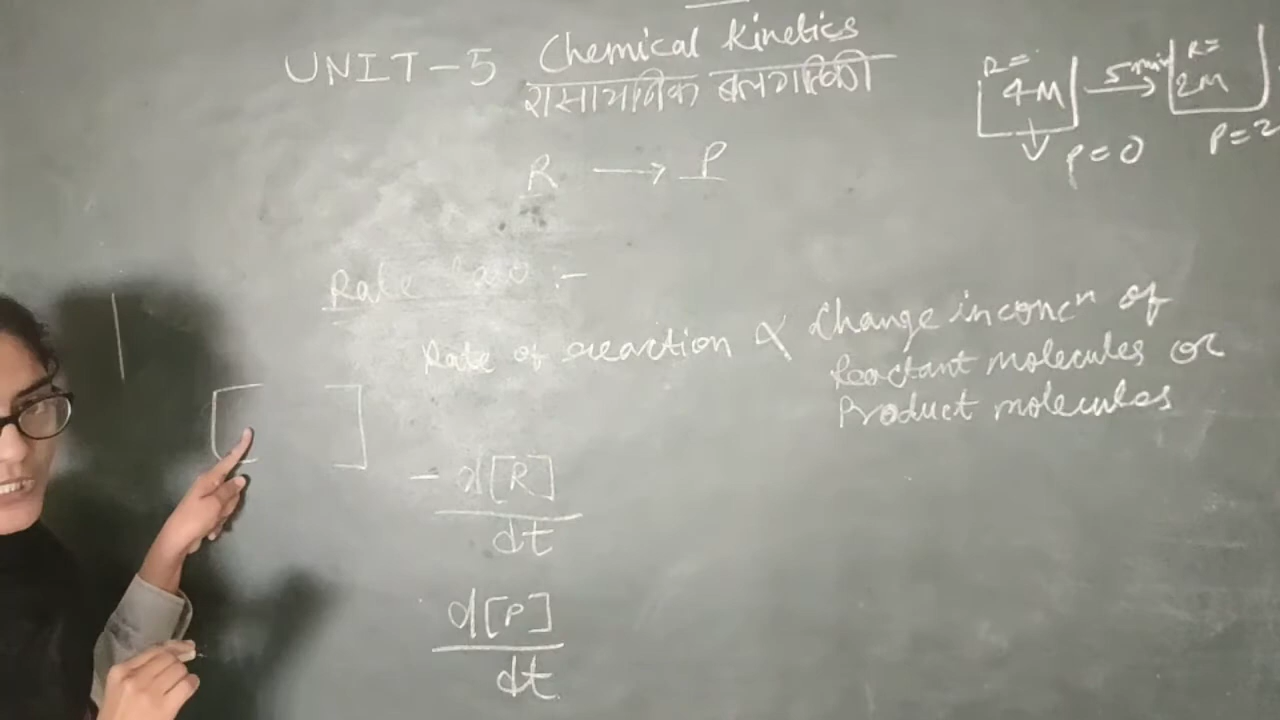 UNIT-5 Chemical Kinetics
रासायनिक बलगतिकी
R → P
Rate law :-
Rate of reaction ∝ Change in concⁿ of
Reactant molecules or
Product molecules
[ ]
- d[R]
dt
d[P]
dt
R=
4M
5 min
R=
2M
P=0
P=2